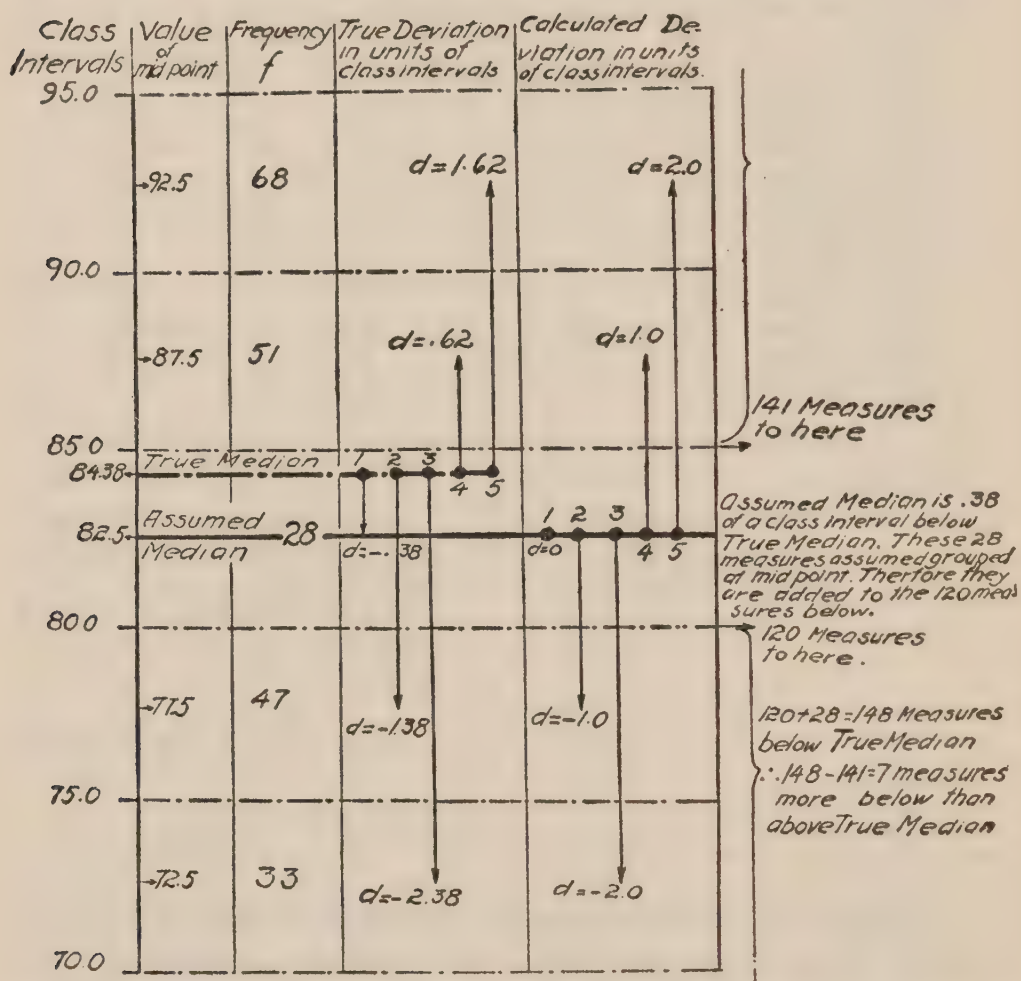 Class Intervals
Value of mid point
Frequency f
True Deviation in units of class intervals
Calculated Deviation in units of class intervals.
95.0
92.5
68
d=1.62
d=2.0
90.0
87.5
51
d=.62
d=1.0
141 Measures
to here
85.0
True Median
1 2 3
84.38
4 5
Assumed
Median
82.5
28
d=-.38
1 2 3
d=0
4 5
Assumed Median is .38
of a class interval below
True Median. These 28
measures assumed grouped
at mid point. Therfore they
are added to the 120 meas
sures below.
80.0
120 Measures
to here.
77.5
47
d=-1.38
d=-1.0
120+28=148 Measures
below True Median
∴148-141=7 measures
more below than
above True Median
75.0
72.5
33
d=-2.38
d=-2.0
70.0